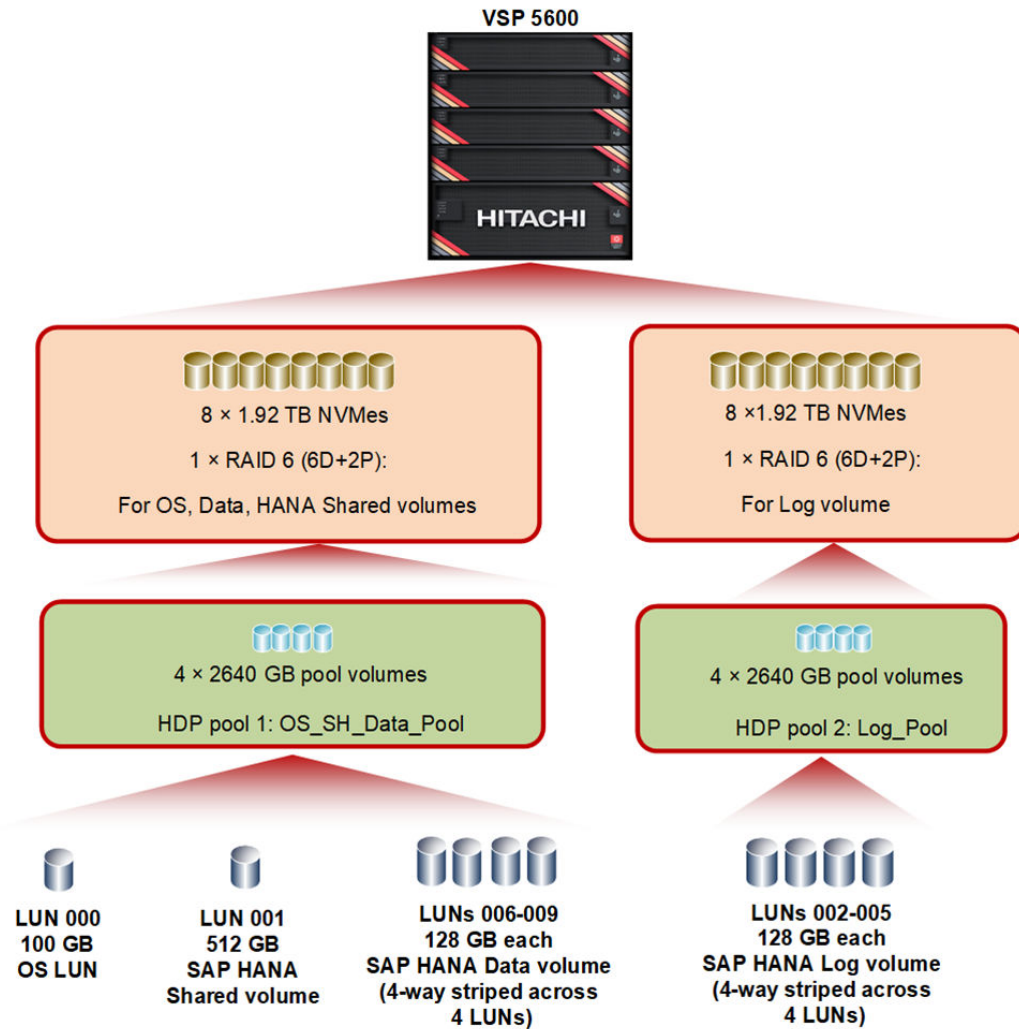 VSP 5600
HITACHI
8 × 1.92 TB NVMes
1 × RAID 6 (6D+2P):
For OS, Data, HANA Shared volumes
8 ×1.92 TB NVMes
1 × RAID 6 (6D+2P):
For Log volume
4 × 2640 GB pool volumes
HDP pool 1: OS_SH_Data_Pool
4 × 2640 GB pool volumes
HDP pool 2: Log_Pool
LUN 000
100 GB
OS LUN
LUN 001
512 GB
SAP HANA
Shared volume
LUNs 006-009
128 GB each
SAP HANA Data volume
(4-way striped across
4 LUNs)
LUNs 002-005
128 GB each
SAP HANA Log volume
(4-way striped across
4 LUNs)